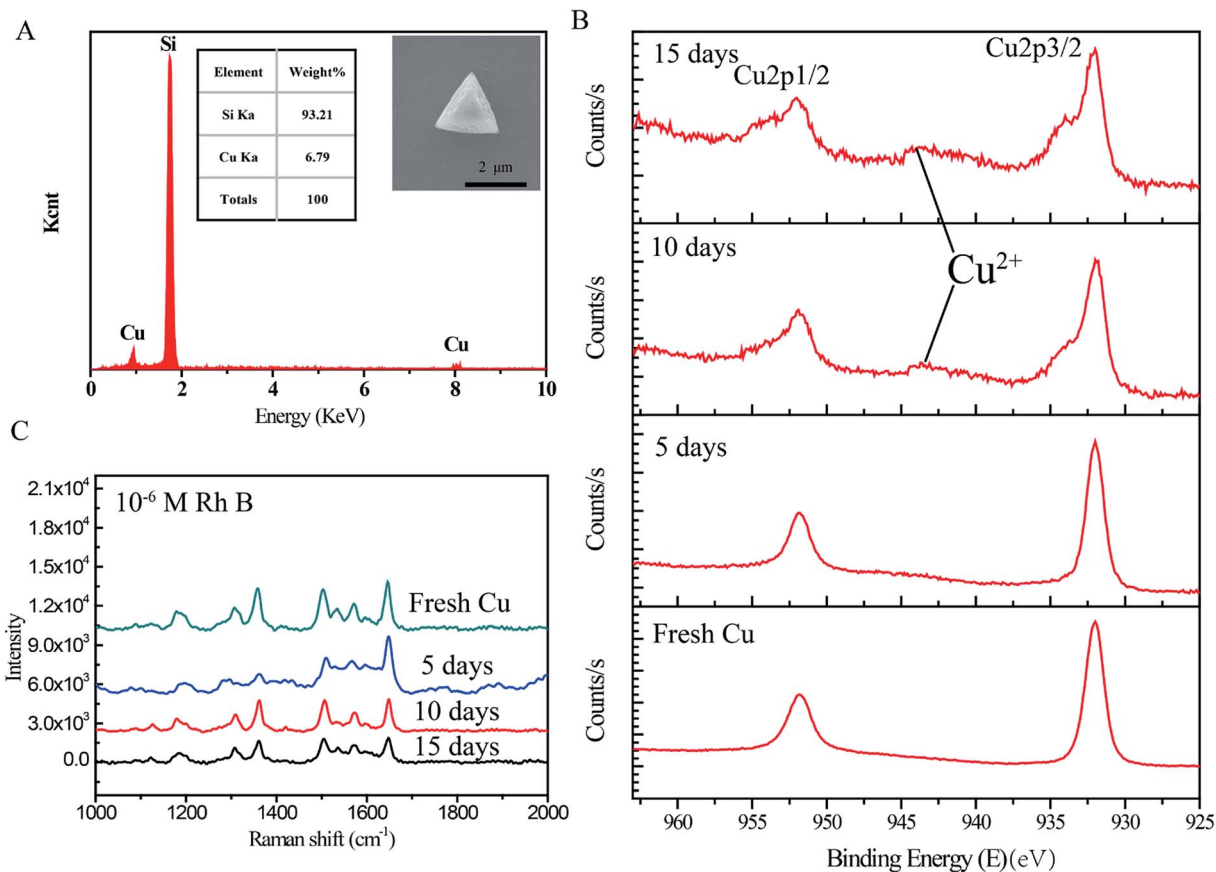 A
Si
Element Weight%
Si Ka 93.21
Cu Ka 6.79
Totals 100
2 μm
Kcnt
Cu
Cu
0 2 4 6 8 10
Energy (KeV)
B
15 days
Cu2p1/2
Cu2p3/2
Counts/s
10 days
Cu²⁺
Counts/s
5 days
Counts/s
Fresh Cu
Counts/s
960 955 950 945 940 935 930 925
Binding Energy (E)(eV)
C
10⁻⁶ M Rh B
2.1x10⁴
1.8x10⁴
1.5x10⁴
1.2x10⁴
9.0x10³
6.0x10³
3.0x10³
0.0
Intensity
Fresh Cu
5 days
10 days
15 days
1000 1200 1400 1600 1800 2000
Raman shift (cm⁻¹)